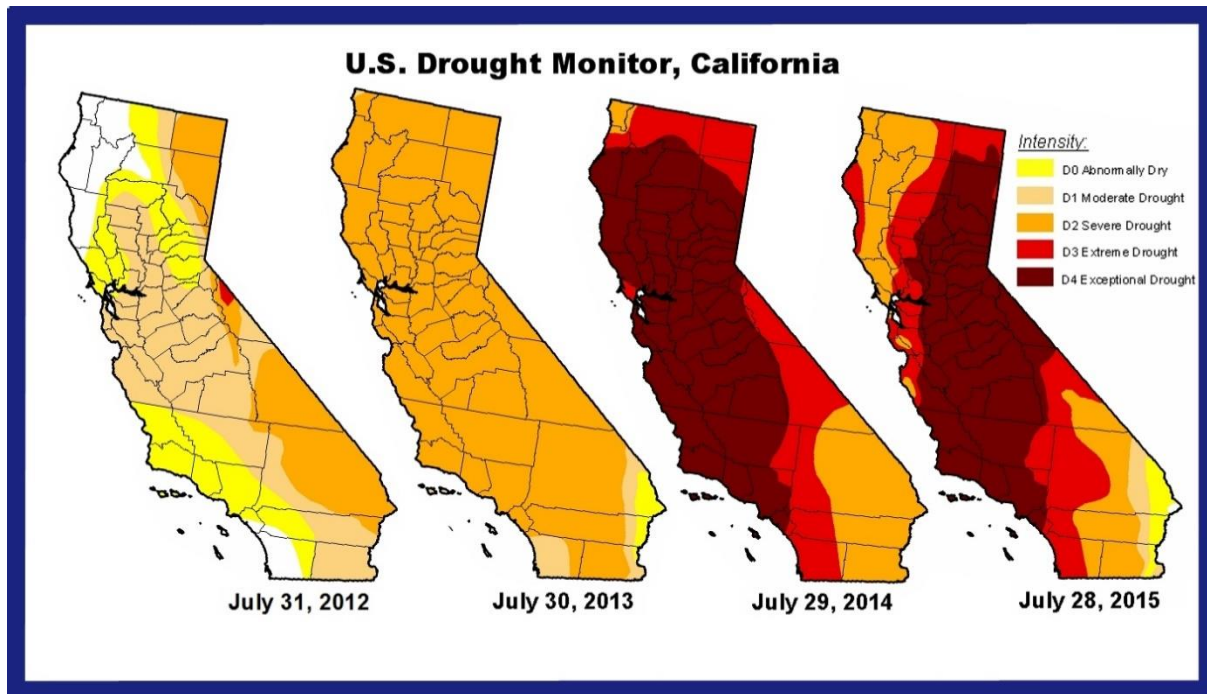 U.S. Drought Monitor, California
Intensity:
D0 Abnormally Dry
D1 Moderate Drought
D2 Severe Drought
D3 Extreme Drought
D4 Exceptional Drought
July 31, 2012
July 30, 2013
July 29, 2014
July 28, 2015